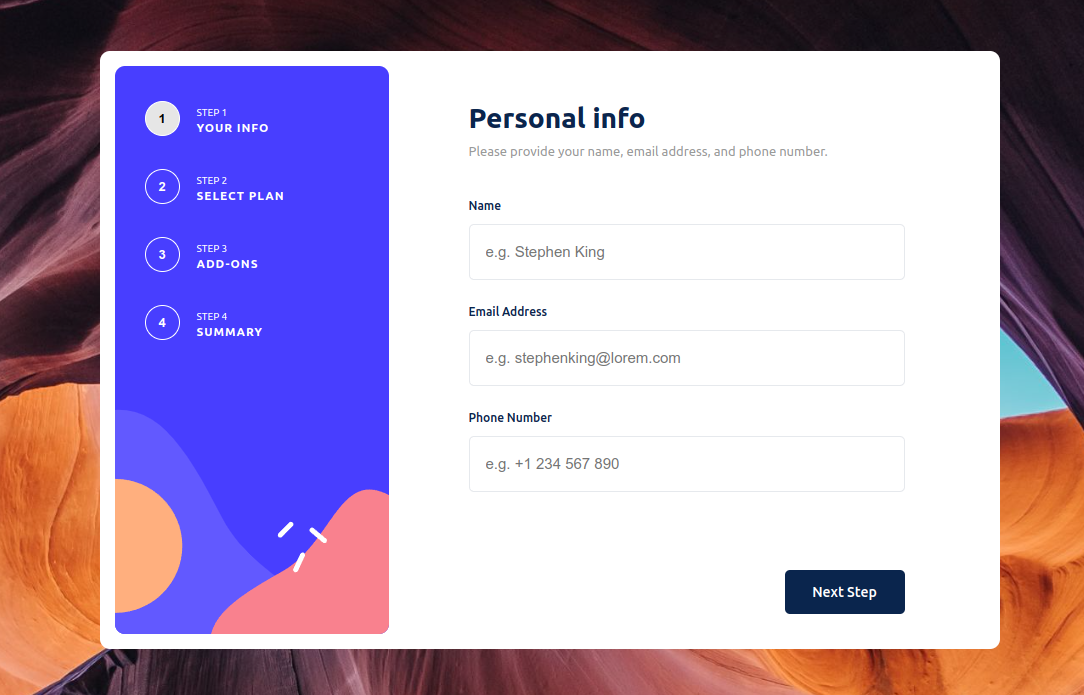 1
STEP 1
YOUR INFO
2
STEP 2
SELECT PLAN
3
STEP 3
ADD-ONS
4
STEP 4
SUMMARY
Personal info
Please provide your name, email address, and phone number.
Name
e.g. Stephen King
Email Address
e.g. stephenking@lorem.com
Phone Number
e.g. +1 234 567 890
Next Step